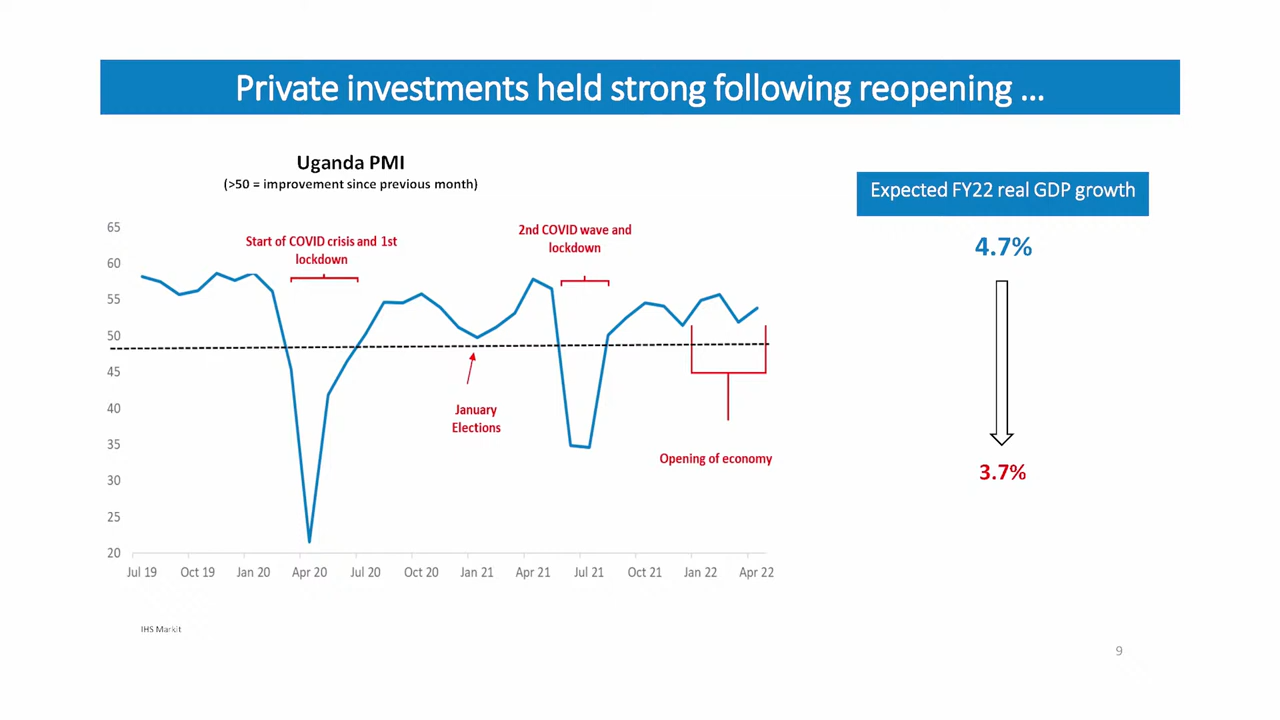 Private investments held strong following reopening ...
Uganda PMI
(>50 = improvement since previous month)
65
60
55
50
45
40
35
30
25
20
Start of COVID crisis and 1st
lockdown
2nd COVID wave and
lockdown
January
Elections
Opening of economy
Jul 19 Oct 19 Jan 20 Apr 20 Jul 20 Oct 20 Jan 21 Apr 21 Jul 21 Oct 21 Jan 22 Apr 22
IHS Markit
Expected FY22 real GDP growth
4.7%
3.7%
9